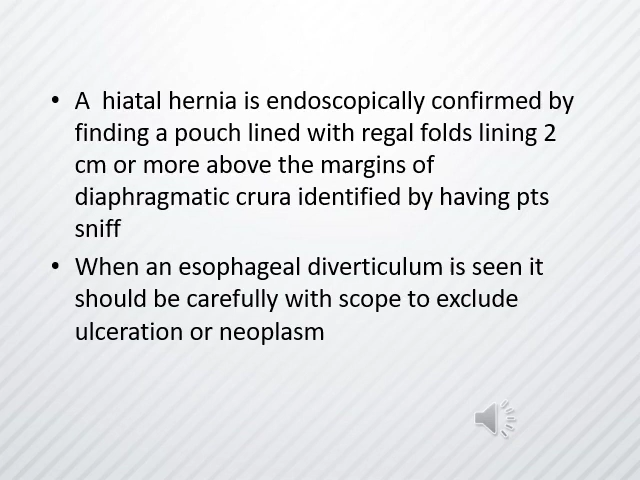 • A  hiatal hernia is endoscopically confirmed by
finding a pouch lined with regal folds lining 2
cm or more above the margins of
diaphragmatic crura identified by having pts
sniff
• When an esophageal diverticulum is seen it
should be carefully with scope to exclude
ulceration or neoplasm